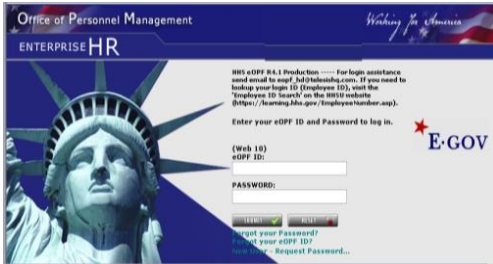 Office of Personnel Management
Working for America
ENTERPRISE HR
HHS eOPF R4.1 Production ----- For login assistance
send email to eopf_hd@telesishq.com. If you need to
lookup your login ID (Employee ID), visit the
'Employee ID Search' on the HHSU website
(https://learning.hhs.gov/EmployeeNumber.asp).
Enter your eOPF ID and Password to log in.
E-GOV
(Web 10)
eOPF ID:
PASSWORD:
SUBMIT
RESET
Forgot your Password?
Forgot your eOPF ID?
New User - Request Password...